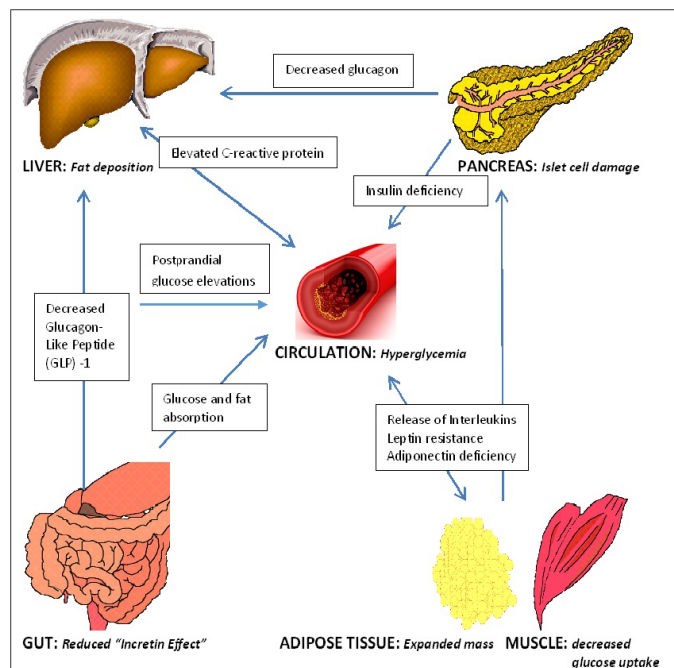 Decreased glucagon
Elevated C-reactive protein
LIVER: Fat deposition
PANCREAS: Islet cell damage
Insulin deficiency
Postprandial
glucose elevations
Decreased
Glucagon-
Like Peptide
(GLP) -1
CIRCULATION: Hyperglycemia
Glucose and fat
absorption
Release of Interleukins
Leptin resistance
Adiponectin deficiency
GUT: Reduced “Incretin Effect”
ADIPOSE TISSUE: Expanded mass
MUSCLE: decreased
glucose uptake